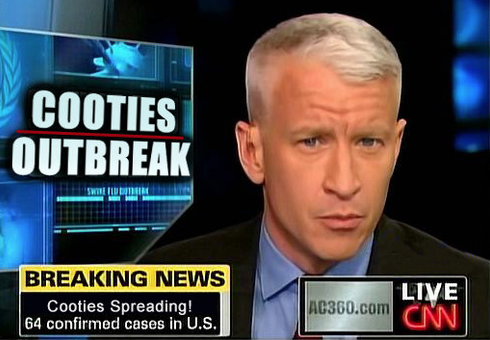 COOTIES
OUTBREAK
SWINE FLU OUTBREAK
BREAKING NEWS
Cooties Spreading!
64 confirmed cases in U.S.
AC360.com
LIVE
CNN